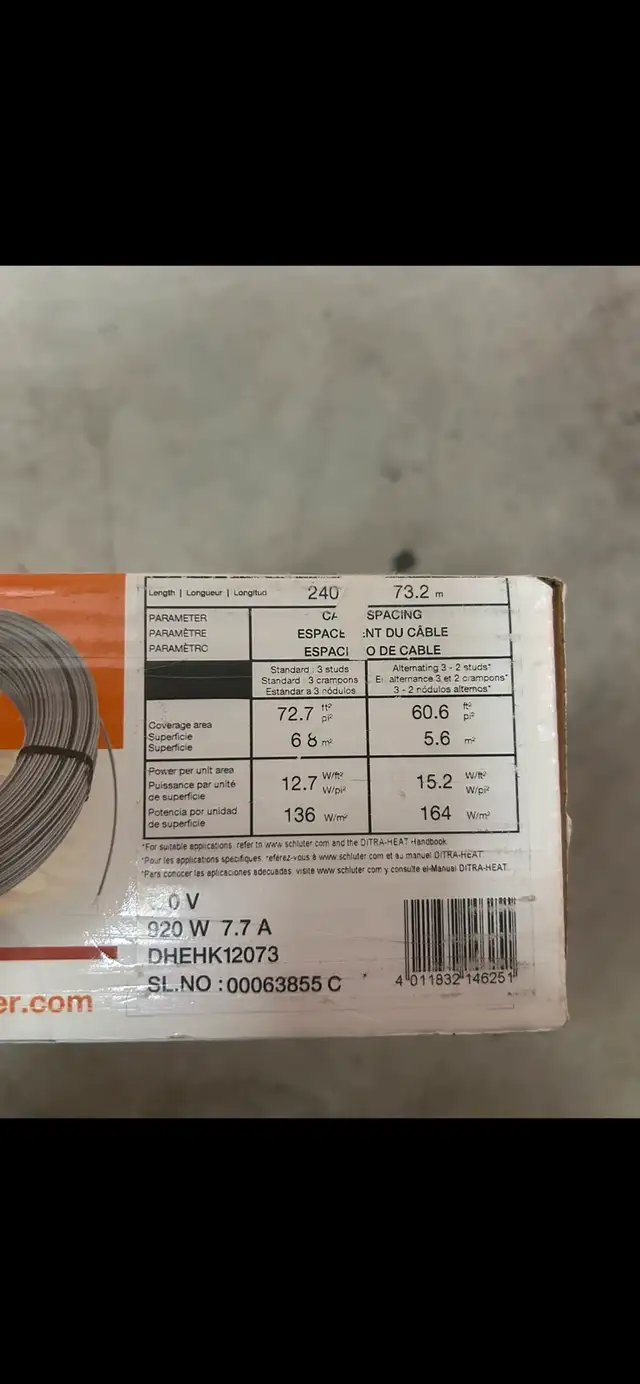 Length | Longueur | Longitud 240 73.2 m
PARAMETER SPACING
PARAMÈTRE NT DU CÂBLE
PARÁMETRO O DE CABLE
Standard : 3 studs Alternating 3 - 2 studs*
Standard : 3 crampons En alternance 3 et 2 crampons*
Estándar a 3 nódulos 3 - 2 nódulos alternos*
Coverage area 72.7 ft² pi² 60.6 ft² pi²
Superficie
Superficie 6 8 m² 5.6 m²
Power per unit area
Puissance par unité de superficie 12.7 W/ft² W/pi² 15.2 W/ft² W/pi²
Potencia por unidad de superficie 136 W/m² 164 W/m²
*For suitable applications refer to www.schluter.com and the DITRA-HEAT Handbook.
*Pour les applications spécifiques, référez-vous à www.schluter.com et au manuel DITRA-HEAT.
*Para conocer las aplicaciones adecuadas visite www.schluter.com y consulte el Manual DITRA-HEAT.
0 V
920 W 7.7 A
DHEHK12073
SL.NO : 00063855 C
4 011832 146251
er.com